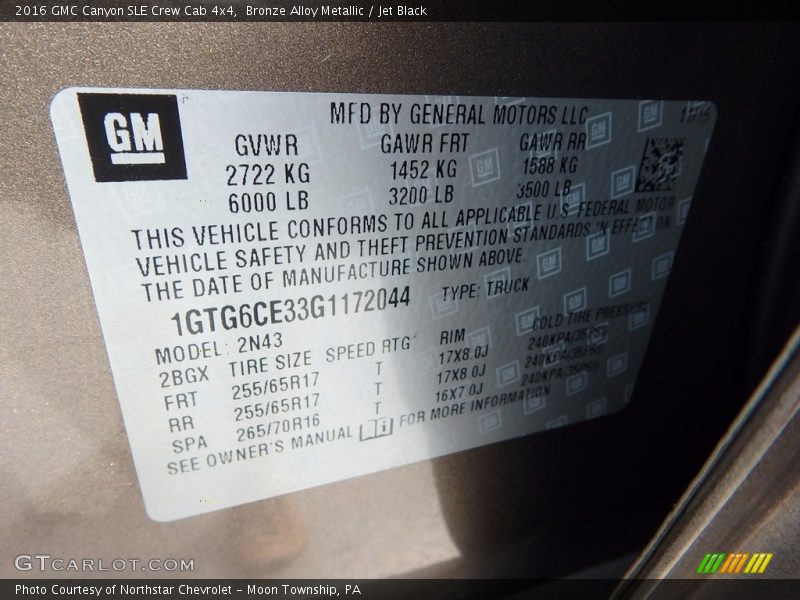 2016 GMC Canyon SLE Crew Cab 4x4, Bronze Alloy Metallic / Jet Black
GM
MFD BY GENERAL MOTORS LLC
11/15
GVWR GAWR FRT GAWR RR
2722 KG 1452 KG 1588 KG
6000 LB 3200 LB 3500 LB
THIS VEHICLE CONFORMS TO ALL APPLICABLE U.S FEDERAL MOTOR
VEHICLE SAFETY AND THEFT PREVENTION STANDARDS IN EFFECT ON
THE DATE OF MANUFACTURE SHOWN ABOVE.
1GTG6CE33G1172044 TYPE: TRUCK
MODEL: 2N43
2BGX TIRE SIZE SPEED RTG RIM COLD TIRE PRESSURE
FRT 255/65R17 T 17X8.0J 240KPA(35PSI)
RR 255/65R17 T 17X8.0J 240KPA(35PSI)
SPA 265/70R16 T 16X7.0J 240KPA(35PSI)
SEE OWNER'S MANUAL FOR MORE INFORMATION
GTCARLOT.COM
Photo Courtesy of Northstar Chevrolet - Moon Township, PA